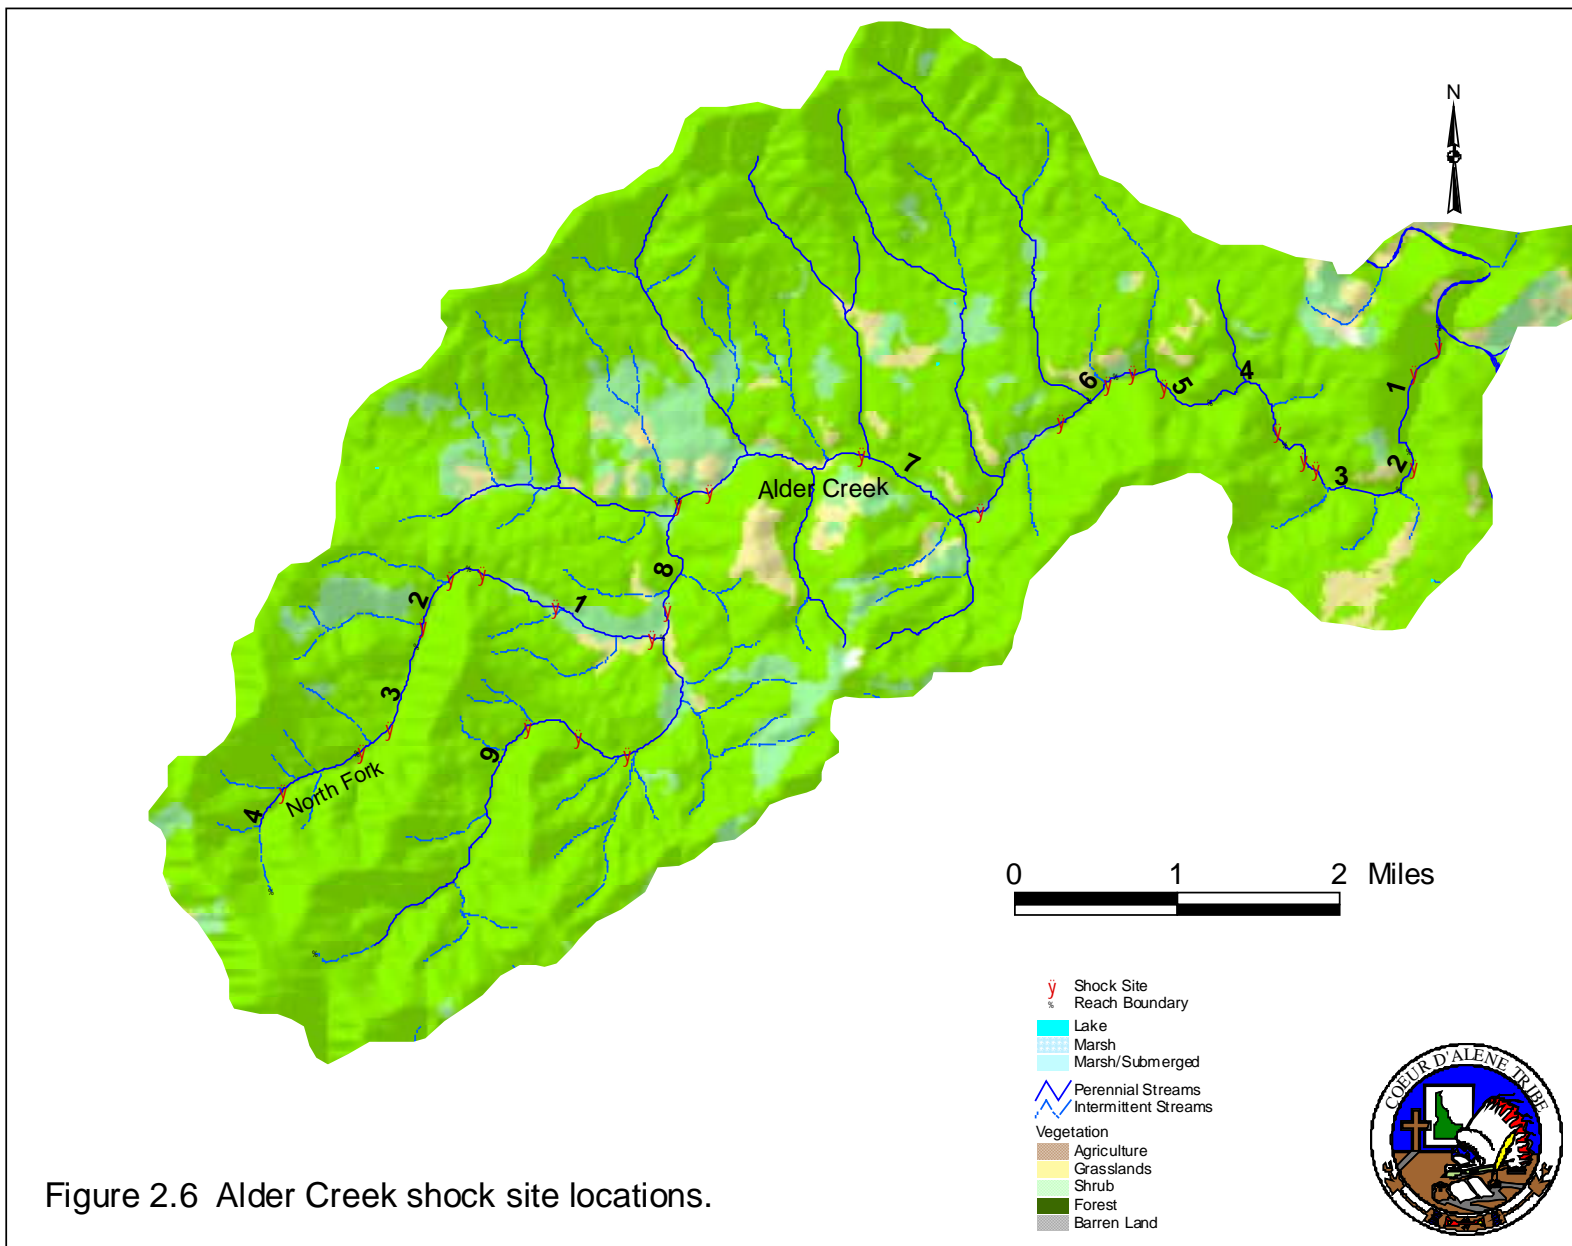 N
6
5
4
1
7
3
2
Alder Creek
8
2
1
3
9
North Fork
4
0 1 2 Miles
ÿ Shock Site
% Reach Boundary
Lake
Marsh
Marsh/Submerged
Perennial Streams
Intermittent Streams
Vegetation
Agriculture
Grasslands
Shrub
Forest
Barren Land
COEUR D'ALENE TRIBE
Figure 2.6 Alder Creek shock site locations.